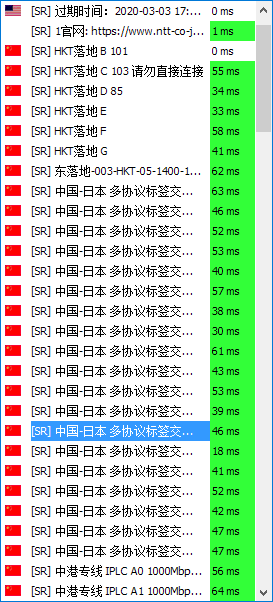 [SR] 过期时间：2020-03-03 17:... 0 ms
[SR] 1官网: https://www.ntt-co-j... 1 ms
[SR] HKT落地 B 101 0 ms
[SR] HKT落地 C 103 请勿直接连接 55 ms
[SR] HKT落地 D 85 34 ms
[SR] HKT落地 E 33 ms
[SR] HKT落地 F 58 ms
[SR] HKT落地 G 41 ms
[SR] 东落地-003-HKT-05-1400-1... 62 ms
[SR] 中国-日本 多协议标签交... 63 ms
[SR] 中国-日本 多协议标签交... 46 ms
[SR] 中国-日本 多协议标签交... 52 ms
[SR] 中国-日本 多协议标签交... 53 ms
[SR] 中国-日本 多协议标签交... 40 ms
[SR] 中国-日本 多协议标签交... 57 ms
[SR] 中国-日本 多协议标签交... 38 ms
[SR] 中国-日本 多协议标签交... 30 ms
[SR] 中国-日本 多协议标签交... 61 ms
[SR] 中国-日本 多协议标签交... 43 ms
[SR] 中国-日本 多协议标签交... 53 ms
[SR] 中国-日本 多协议标签交... 39 ms
[SR] 中国-日本 多协议标签交... 46 ms
[SR] 中国-日本 多协议标签交... 18 ms
[SR] 中国-日本 多协议标签交... 41 ms
[SR] 中国-日本 多协议标签交... 52 ms
[SR] 中国-日本 多协议标签交... 42 ms
[SR] 中国-日本 多协议标签交... 47 ms
[SR] 中国-日本 多协议标签交... 47 ms
[SR] 中港专线 IPLC A0 1000Mbp... 56 ms
[SR] 中港专线 IPLC A1 1000Mbp... 64 ms